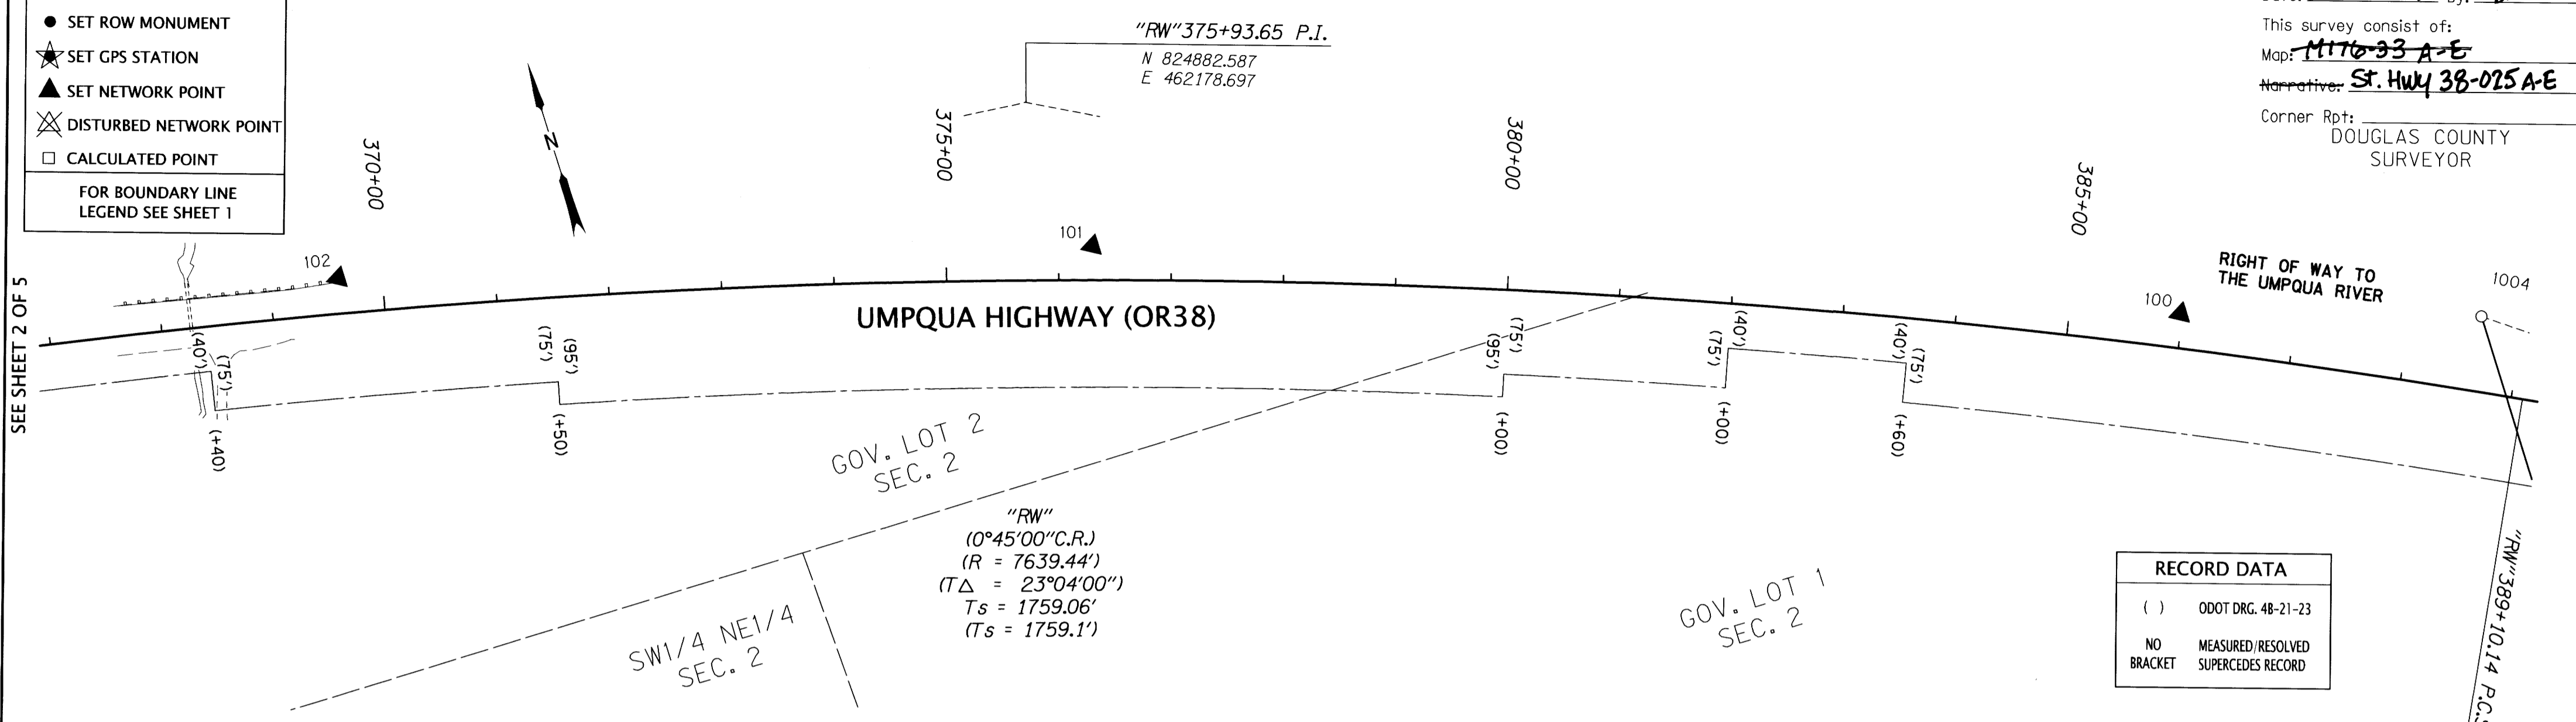 SET ROW MONUMENT
SET GPS STATION
SET NETWORK POINT
DISTURBED NETWORK POINT
CALCULATED POINT
FOR BOUNDARY LINE
LEGEND SEE SHEET 1
"RW"375+93.65 P.I.
N 824882.587
E 462178.697
This survey consist of:
Map: M176-33 A-E
Narrative: St. Hwy 38-025 A-E
Corner Rpt:
DOUGLAS COUNTY
SURVEYOR
N
370+00
375+00
380+00
385+00
SEE SHEET 2 OF 5
102
101
100
1004
RIGHT OF WAY TO
THE UMPQUA RIVER
UMPQUA HIGHWAY (OR38)
(40')
(75')
(+40)
(75')
(95')
(+50)
(95')
(75')
(+00)
(75')
(40')
(+00)
(40')
(75')
(+60)
GOV. LOT 2
SEC. 2
"RW"
(0°45'00"C.R.)
(R = 7639.44')
(T∆ = 23°04'00")
Ts = 1759.06'
(Ts = 1759.1')
SW1/4 NE1/4
SEC. 2
GOV. LOT 1
SEC. 2
RECORD DATA
( ) ODOT DRG. 4B-21-23
NO BRACKET MEASURED/RESOLVED
SUPERCEDES RECORD
"RW"389+10.14 P.C.